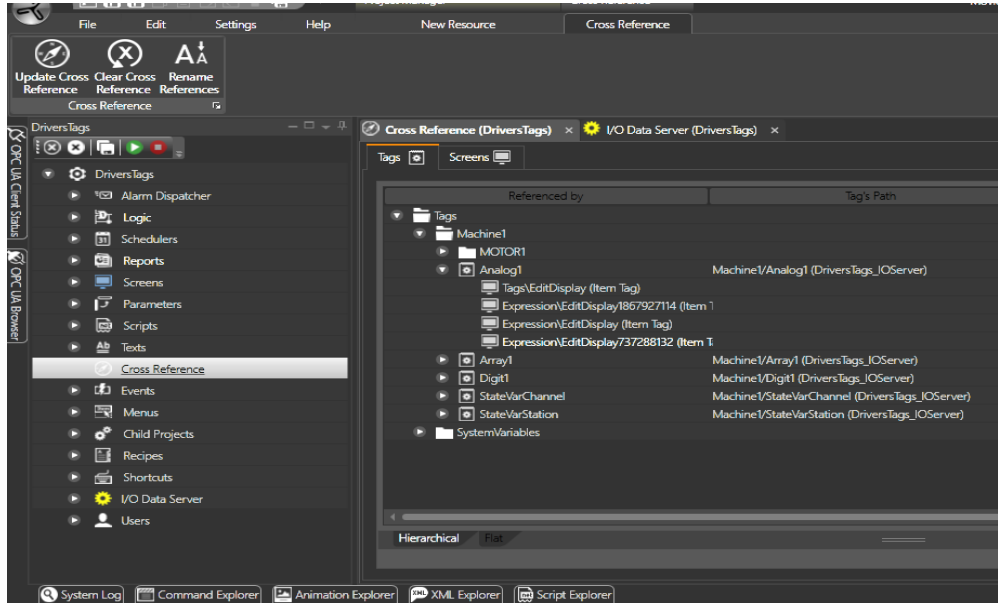 File Edit Settings Help New Resource Cross Reference
Update Cross Reference
Clear Cross Reference
Rename References
Cross Reference
OPC UA Client Status
OPC UA Browser
DriversTags
DriversTags
Alarm Dispatcher
Logic
Schedulers
Reports
Screens
Parameters
Scripts
Texts
Cross Reference
Events
Menus
Child Projects
Recipes
Shortcuts
I/O Data Server
Users
Cross Reference (DriversTags) × I/O Data Server (DriversTags) ×
Tags Screens
Referenced by Tag's Path
Tags
Machine1
MOTOR1
Analog1 Machine1/Analog1 (DriversTags_IOServer)
Tags\EditDisplay (Item Tag)
Expression\EditDisplay1867927114 (Item
Expression\EditDisplay (Item Tag)
Expression\EditDisplay737288132 (Item
Array1 Machine1/Array1 (DriversTags_IOServer)
Digit1 Machine1/Digit1 (DriversTags_IOServer)
StateVarChannel Machine1/StateVarChannel (DriversTags_IOServer)
StateVarStation Machine1/StateVarStation (DriversTags_IOServer)
SystemVariables
Hierarchical Flat
System Log Command Explorer Animation Explorer XML Explorer Script Explorer